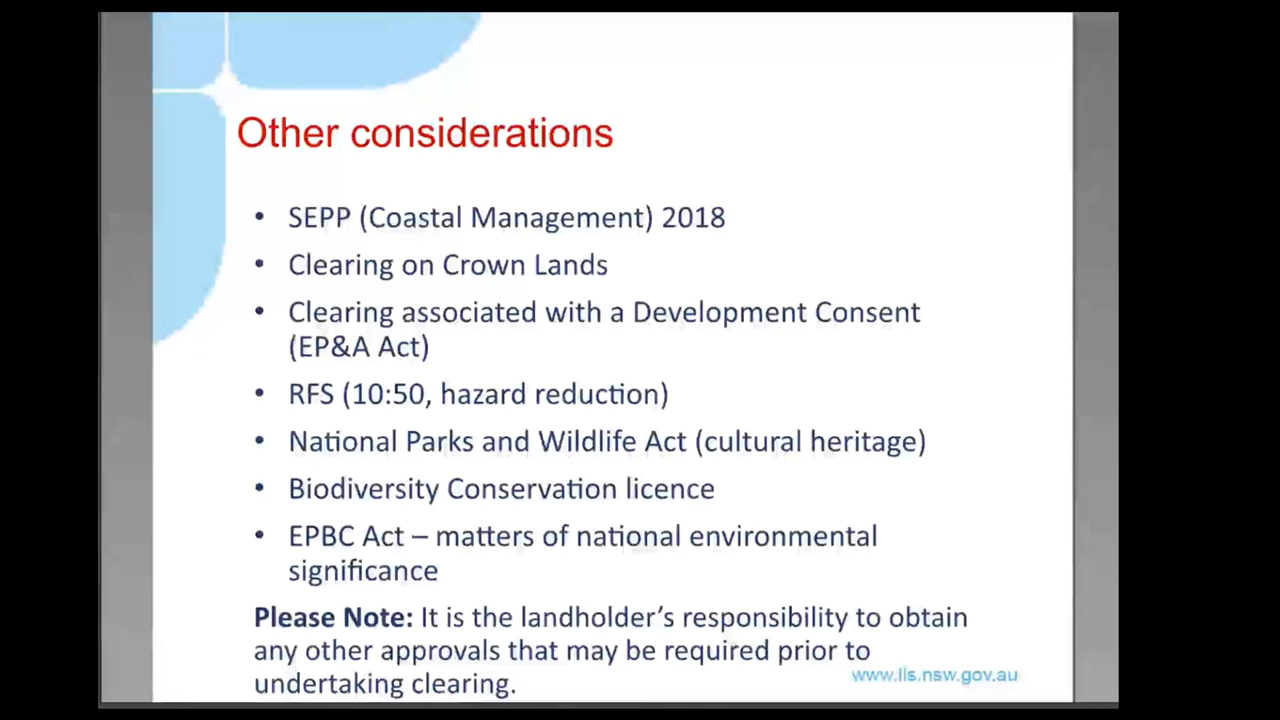 Other considerations
• SEPP (Coastal Management) 2018
• Clearing on Crown Lands
• Clearing associated with a Development Consent
(EP&A Act)
• RFS (10:50, hazard reduction)
• National Parks and Wildlife Act (cultural heritage)
• Biodiversity Conservation licence
• EPBC Act – matters of national environmental
significance
Please Note: It is the landholder’s responsibility to obtain
any other approvals that may be required prior to
undertaking clearing.
www.lls.nsw.gov.au